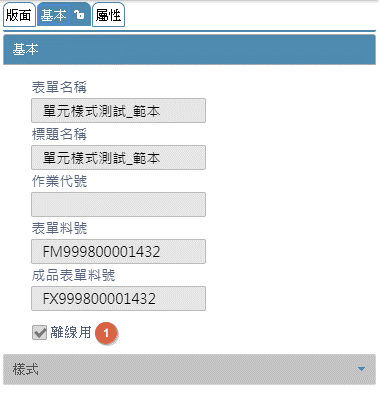 版面 基本 屬性
基本
表單名稱
單元樣式測試_範本
標題名稱
單元樣式測試_範本
作業代號
表單料號
FM999800001432
成品表單料號
FX999800001432
離線用 1
樣式